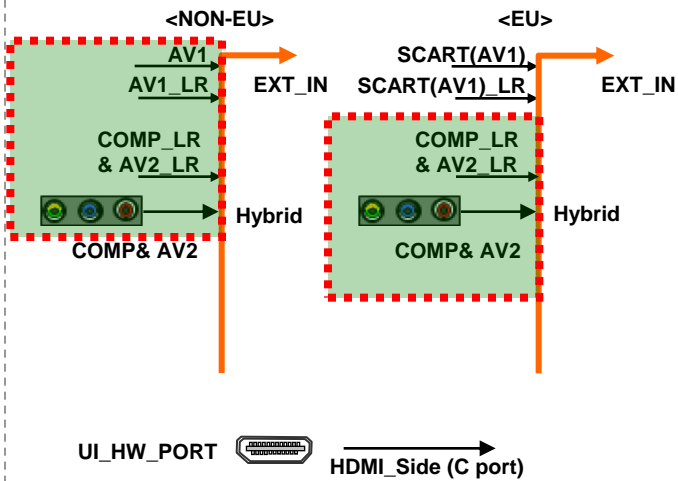 <NON-EU>
AV1
AV1_LR
EXT_IN
COMP_LR
& AV2_LR
Hybrid
COMP& AV2
<EU>
SCART(AV1)
SCART(AV1)_LR
EXT_IN
COMP_LR
& AV2_LR
Hybrid
COMP& AV2
UI_HW_PORT
HDMI_Side (C port)